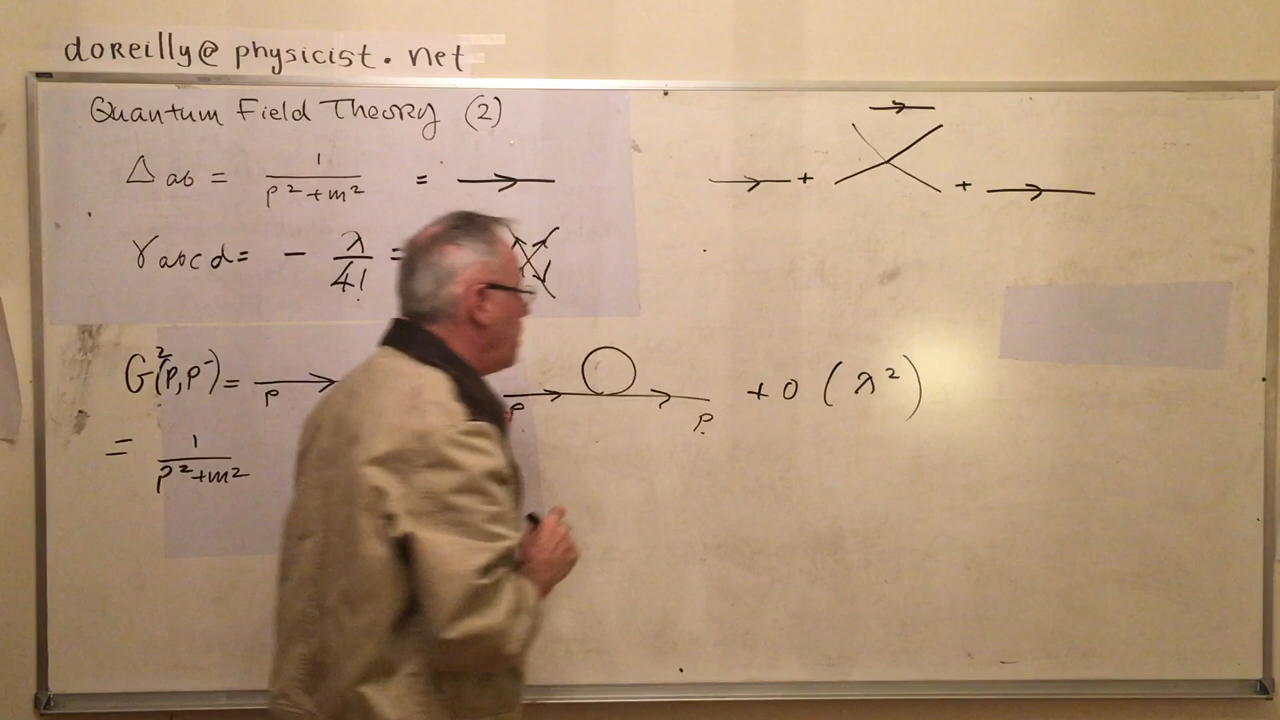 doreilly@physicist.net
Quantum Field Theory (2)
Δab = 1/(p²+m²) =
+ +
γabcd = - λ/4! =
G²(p,p-) = p p p + O(λ²)
= 1/(p²+m²)